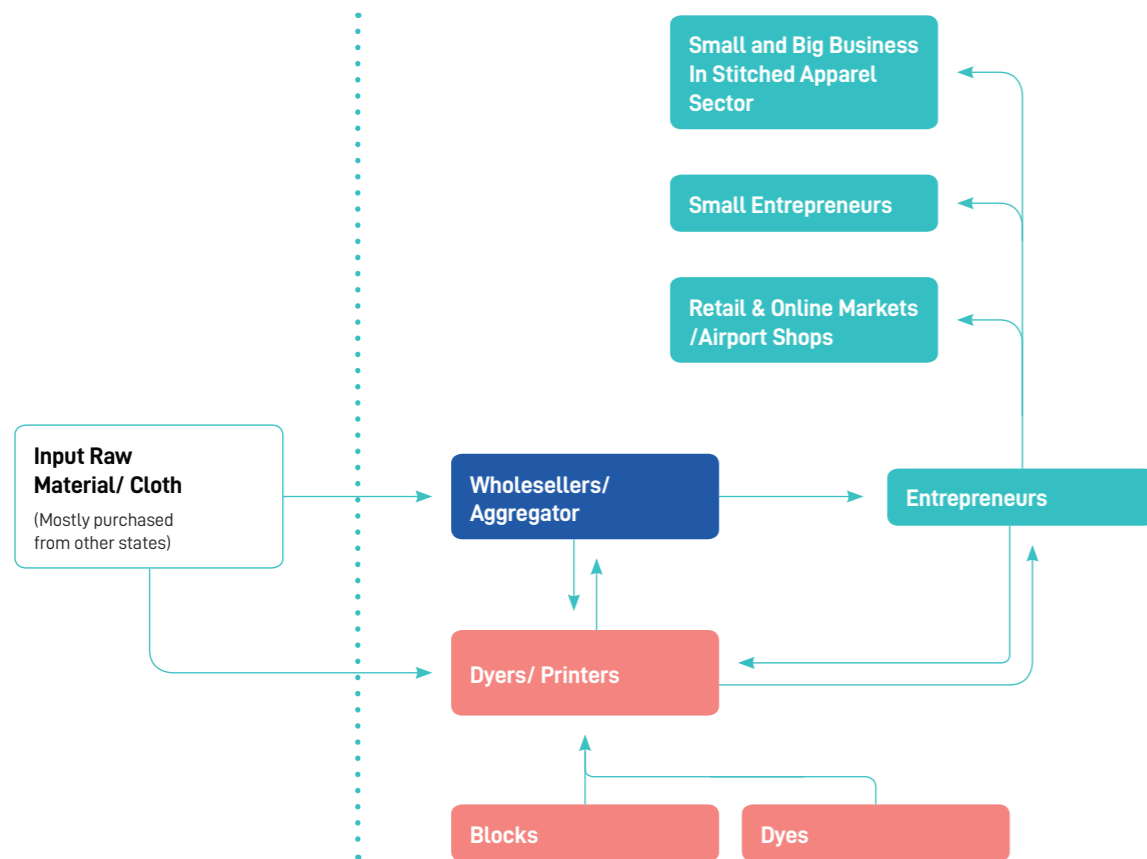 Small and Big Business
In Stitched Apparel
Sector
Small Entrepreneurs
Retail & Online Markets
/Airport Shops
Input Raw
Material/ Cloth
(Mostly purchased
from other states)
Wholesellers/
Aggregator
Entrepreneurs
Dyers/ Printers
Blocks
Dyes